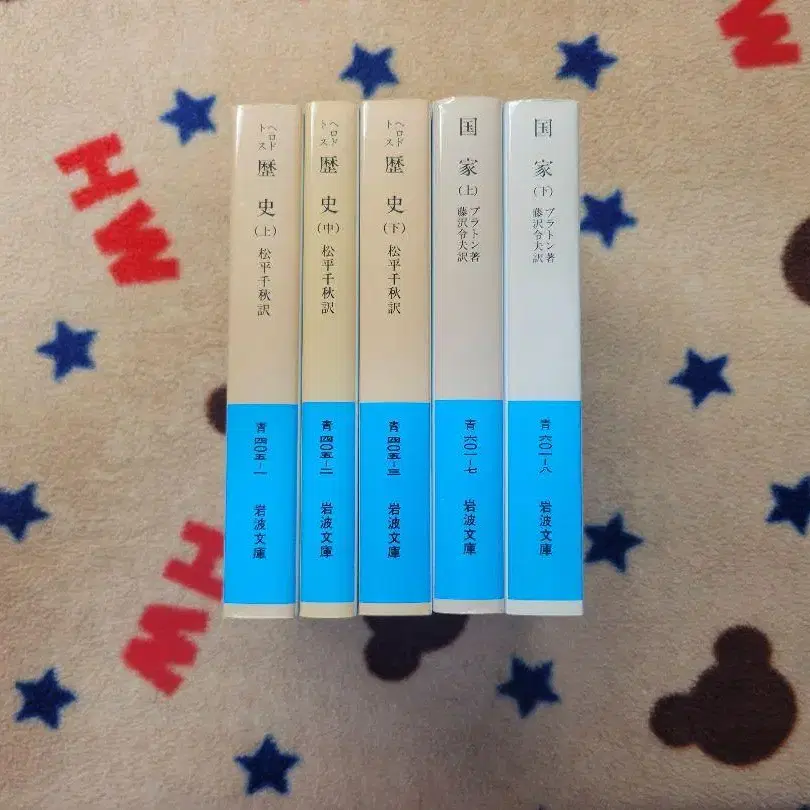 ヘロドトス
歴史(上)
松平千秋訳
青 四〇五-一
岩波文庫
ヘロドトス
歴史(中)
松平千秋訳
青 四〇五-二
岩波文庫
ヘロドトス
歴史(下)
松平千秋訳
青 四〇五-三
岩波文庫
国家(上)
プラトン著
藤沢令夫訳
青 六〇一-七
岩波文庫
国家(下)
プラトン著
藤沢令夫訳
青 六〇一-八
岩波文庫
MH
MH